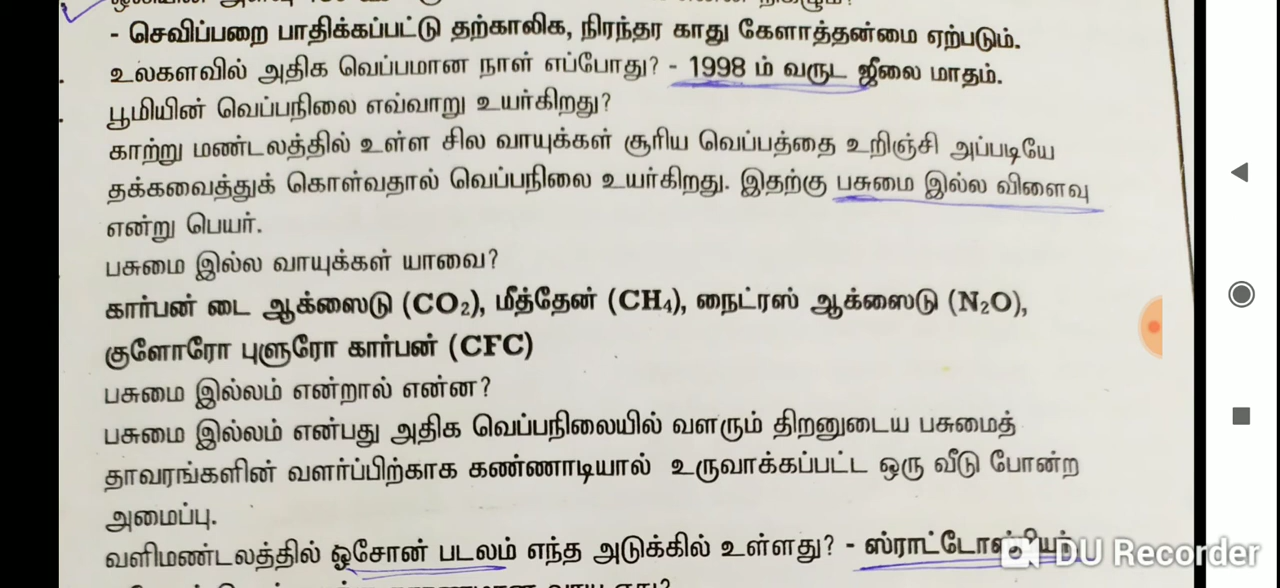 - செவிப்பறை பாதிக்கப்பட்டு தற்காலிக, நிரந்தர காது கேளாத்தன்மை ஏற்படும்.
உலகளவில் அதிக வெப்பமான நாள் எப்போது? - 1998 ம் வருட ஜீலை மாதம்.
பூமியின் வெப்பநிலை எவ்வாறு உயர்கிறது?
காற்று மண்டலத்தில் உள்ள சில வாயுக்கள் சூரிய வெப்பத்தை உறிஞ்சி அப்படியே
தக்கவைத்துக் கொள்வதால் வெப்பநிலை உயர்கிறது. இதற்கு பசுமை இல்ல விளைவு
என்று பெயர்.
பசுமை இல்ல வாயுக்கள் யாவை?
கார்பன் டை ஆக்ஸைடு (CO₂), மீத்தேன் (CH₄), நைட்ரஸ் ஆக்ஸைடு (N₂O),
குளோரோ புளுரோ கார்பன் (CFC)
பசுமை இல்லம் என்றால் என்ன?
பசுமை இல்லம் என்பது அதிக வெப்பநிலையில் வளரும் திறனுடைய பசுமைத்
தாவரங்களின் வளர்ப்பிற்காக கண்ணாடியால் உருவாக்கப்பட்ட ஒரு வீடு போன்ற
அமைப்பு.
வளிமண்டலத்தில் ஓசோன் படலம் எந்த அடுக்கில் உள்ளது? -
DU Recorder